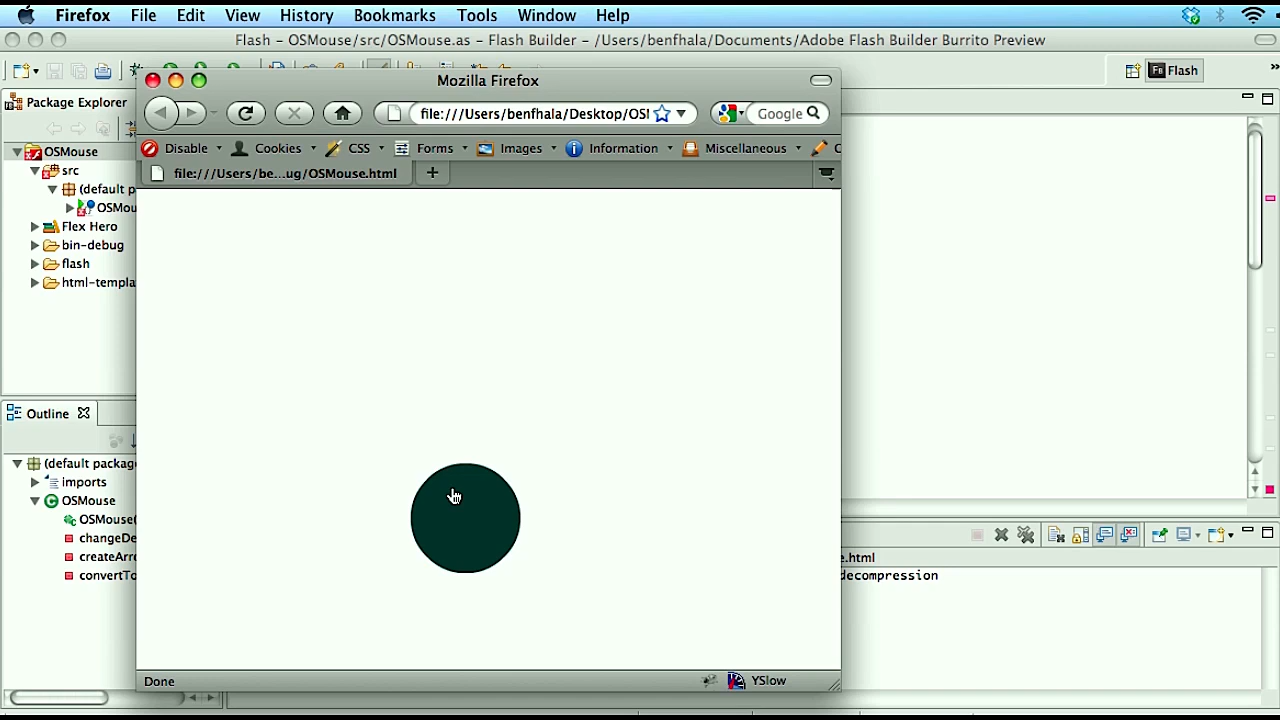 Firefox File Edit View History Bookmarks Tools Window Help
Flash - OSMouse/src/OSMouse.as - Flash Builder - /Users/benfhala/Documents/Adobe Flash Builder Burrito Preview
Flash
Mozilla Firefox
Package Explorer
file:///Users/benfhala/Desktop/OSI
Google
OSMouse
Disable Cookies CSS Forms Images Information Miscellaneous
src
file:///Users/be...ug/OSMouse.html
(default p
OSMou
Flex Hero
bin-debug
flash
html-templa
Outline
(default package
imports
OSMouse
OSMouse(
changeDe
createArre
convertTo
e.html
decompression
Done
YSlow